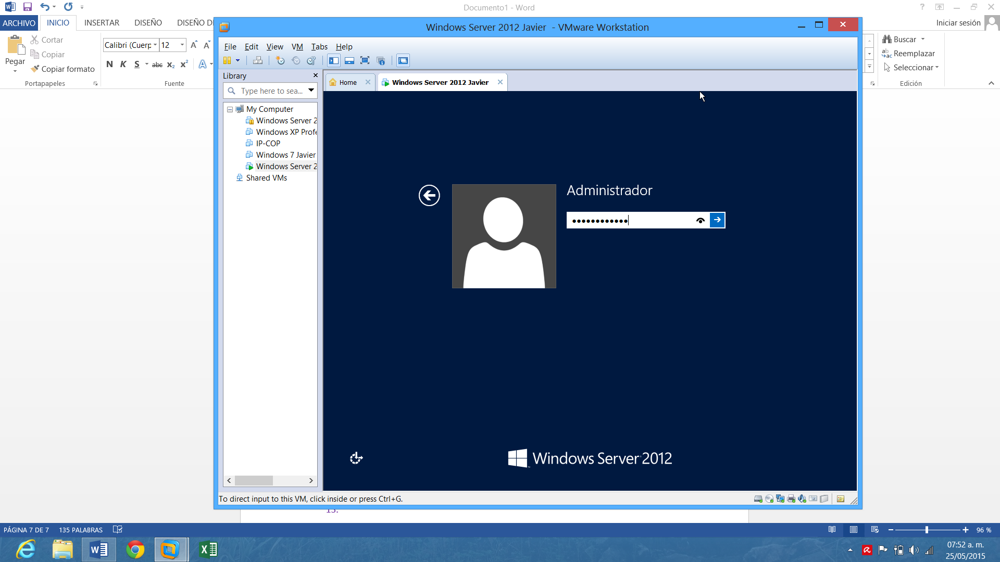 Documento1 - Word
ARCHIVO INICIO INSERTAR DISEÑO DISEÑO DE
Iniciar sesión
Pegar
Cortar
Copiar
Copiar formato
Portapapeles
Calibri (Cuerp 12
N K S abc x₂ x²
Fuente
Buscar
Reemplazar
Seleccionar
Edición
Windows Server 2012 Javier - VMware Workstation
File Edit View VM Tabs Help
Library
Type here to sea...
My Computer
Windows Server 2
Windows XP Profe
IP-COP
Windows 7 Javier
Windows Server 2
Shared VMs
Home
Windows Server 2012 Javier
Administrador
Windows Server 2012
To direct input to this VM, click inside or press Ctrl+G.
PÁGINA 7 DE 7 135 PALABRAS
96 %
07:52 a. m.
25/05/2015